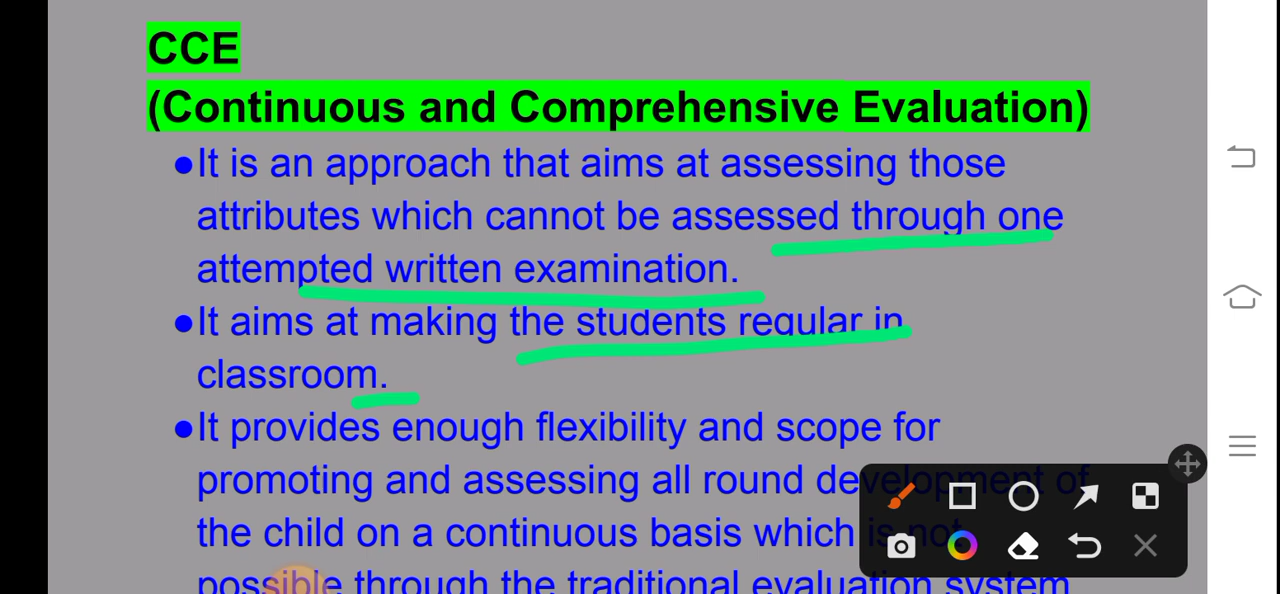 CCE
(Continuous and Comprehensive Evaluation)
●It is an approach that aims at assessing those
attributes which cannot be assessed through one
attempted written examination.
●It aims at making the students regular in
classroom.
●It provides enough flexibility and scope for
promoting and assessing all round development of
the child on a continuous basis which is not
possible through the traditional evaluation system